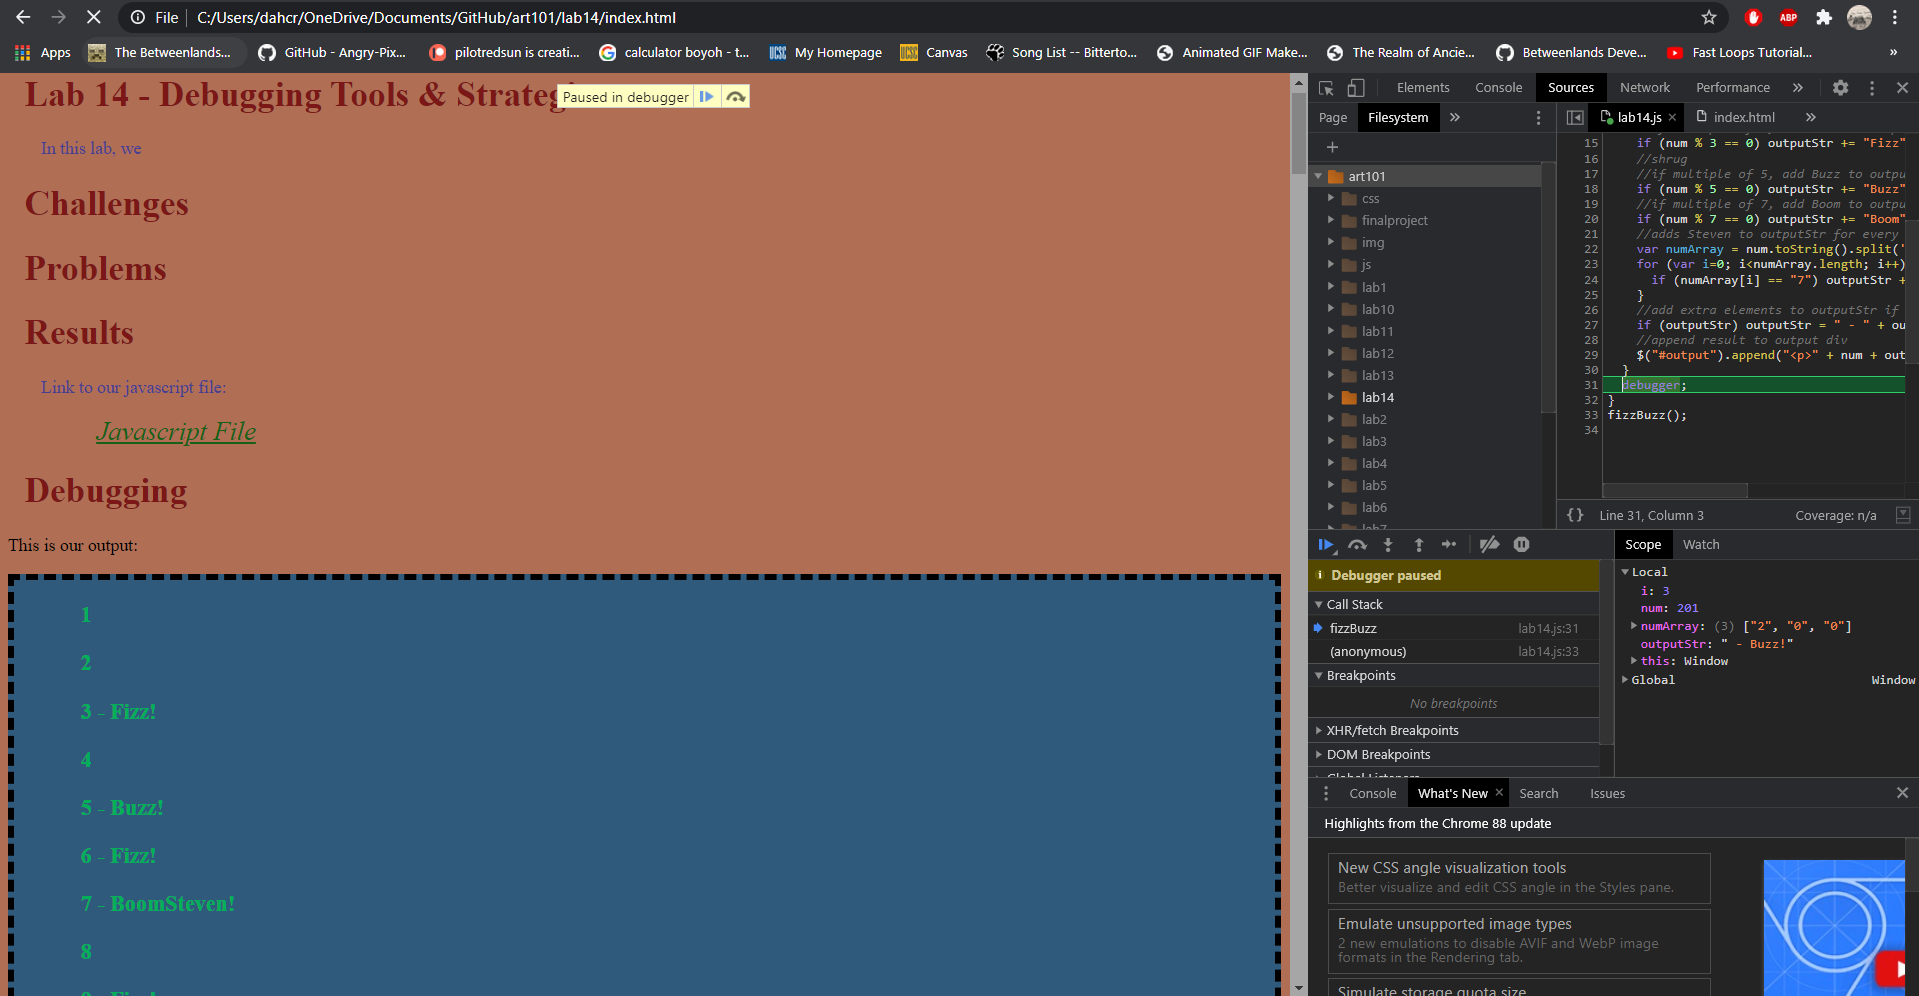 File C:/Users/dahcr/OneDrive/Documents/GitHub/art101/lab14/index.html
ABP
Apps The Betweenlands... GitHub - Angry-Pix... pilotredsun is creati... calculator boyoh - t... UCSC My Homepage UCSC Canvas Song List -- Bitterto... Animated GIF Make... The Realm of Ancie... Betweenlands Deve... Fast Loops Tutorial... »
Lab 14 - Debugging Tools & Strateg
Paused in debugger
In this lab, we
Challenges
Problems
Results
Link to our javascript file:
Javascript File
Debugging
This is our output:
1
2
3 - Fizz!
4
5 - Buzz!
6 - Fizz!
7 - BoomSteven!
8
Elements Console Sources Network Performance »
Page Filesystem »
art101
css
finalproject
img
js
lab1
lab10
lab11
lab12
lab13
lab14
lab2
lab3
lab4
lab5
lab6
lab7
lab14.js × index.html »
15 if (num % 3 == 0) outputStr += "Fizz"
16 //shrug
17 //if multiple of 5, add Buzz to outpu
18 if (num % 5 == 0) outputStr += "Buzz"
19 //if multiple of 7, add Boom to outpu
20 if (num % 7 == 0) outputStr += "Boom"
21 //adds Steven to outputStr for every
22 var numArray = num.toString().split('
23 for (var i=0; i<numArray.length; i++)
24 if (numArray[i] == "7") outputStr +
25 }
26 //add extra elements to outputStr if
27 if (outputStr) outputStr = " - " + ou
28 //append result to output div
29 $("#output").append("<p>" + num + out
30 }
31 debugger;
32 }
33 fizzBuzz();
34
{} Line 31, Column 3 Coverage: n/a
Debugger paused
Call Stack
fizzBuzz lab14.js:31
(anonymous) lab14.js:33
Breakpoints
No breakpoints
XHR/fetch Breakpoints
DOM Breakpoints
Global Listeners
Scope Watch
Local
i: 3
num: 201
numArray: (3) ["2", "0", "0"]
outputStr: " - Buzz!"
this: Window
Global Window
Console What's New × Search Issues
Highlights from the Chrome 88 update
New CSS angle visualization tools
Better visualize and edit CSS angle in the Styles pane.
Emulate unsupported image types
2 new emulations to disable AVIF and WebP image
formats in the Rendering tab.
Simulate storage quota size